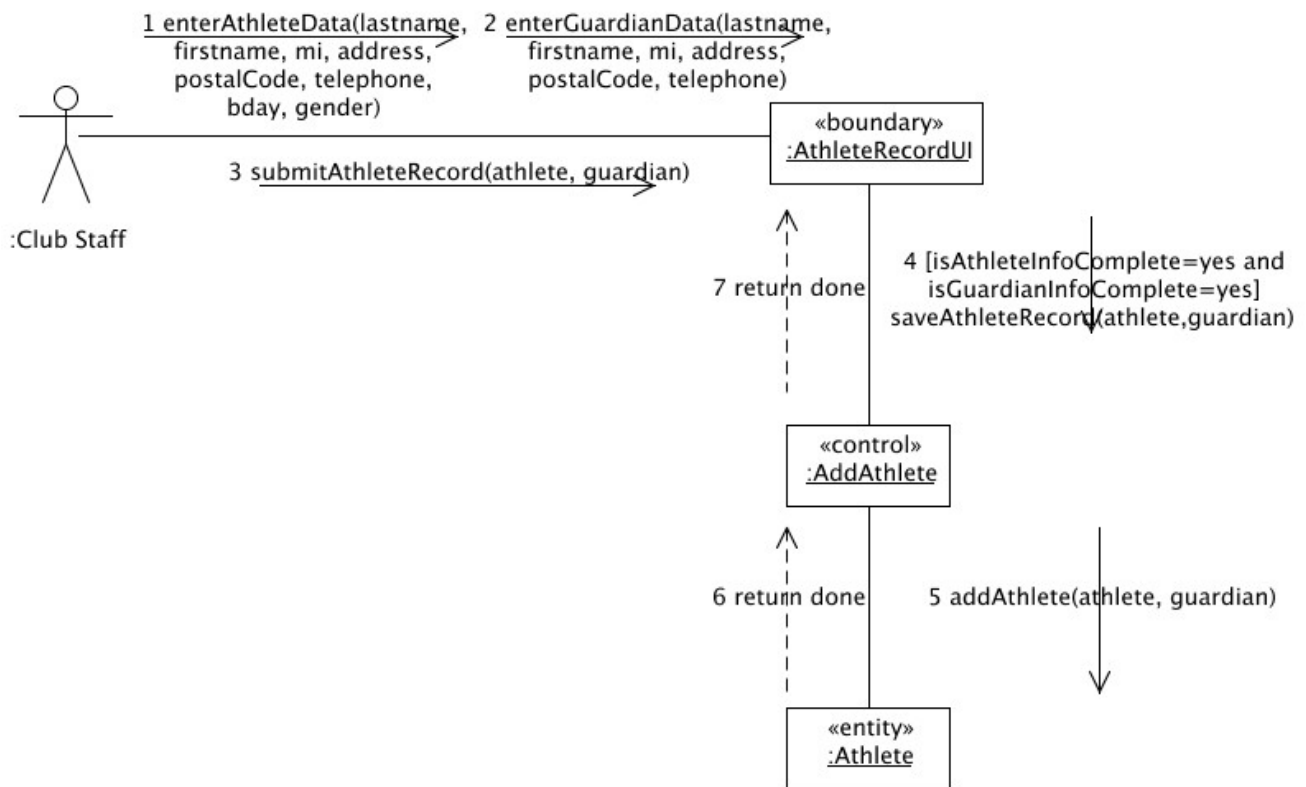 1 enterAthleteData(lastname,
firstname, mi, address,
postalCode, telephone,
bday, gender)
2 enterGuardianData(lastname,
firstname, mi, address,
postalCode, telephone)
«boundary»
:AthleteRecordUI
3 submitAthleteRecord(athlete, guardian)
:Club Staff
4 [isAthleteInfoComplete=yes and
isGuardianInfoComplete=yes]
saveAthleteRecord(athlete,guardian)
7 return done
«control»
:AddAthlete
6 return done
5 addAthlete(athlete, guardian)
«entity»
:Athlete